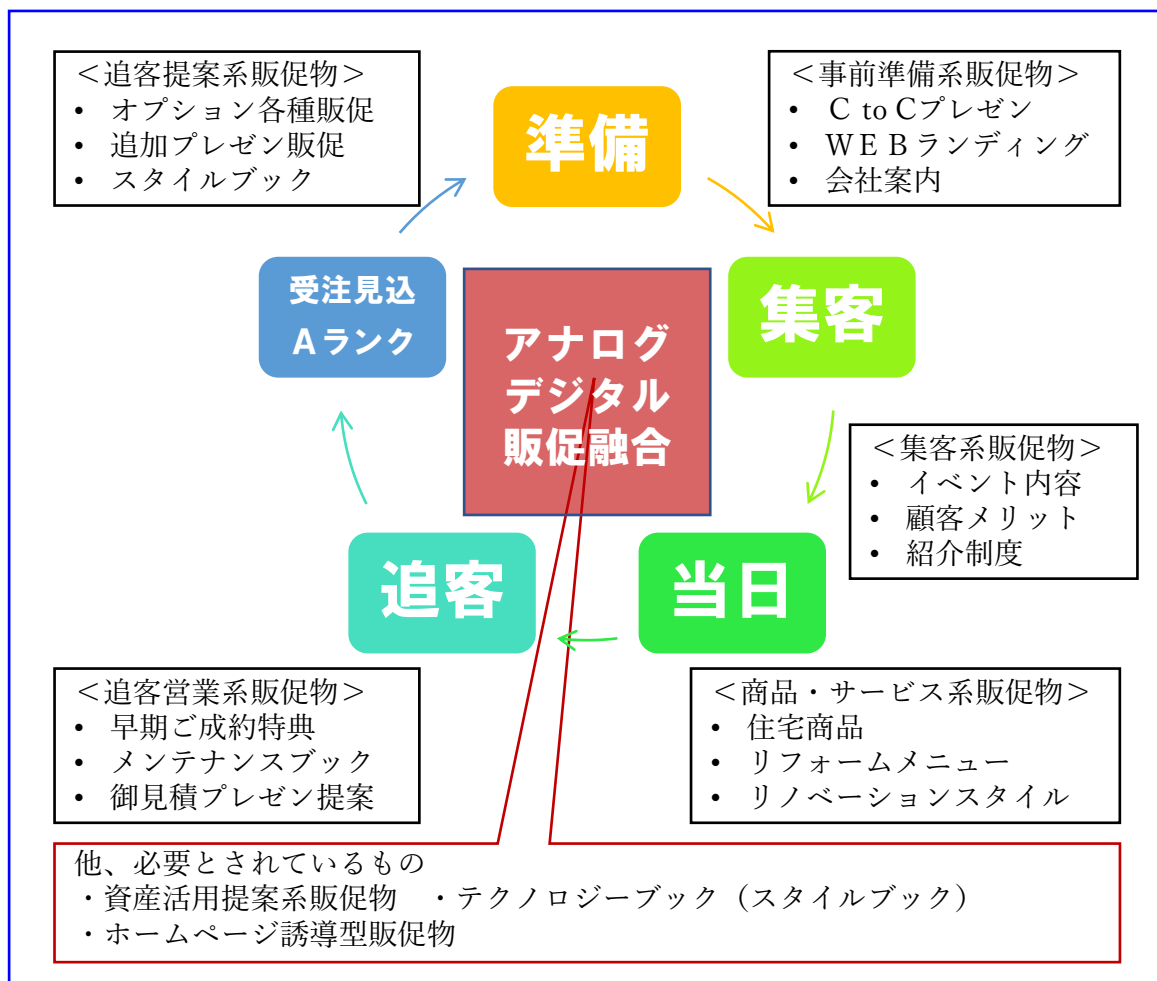 ＜追客提案系販促物＞
• オプション各種販促
• 追加プレゼン販促
• スタイルブック
準備
＜事前準備系販促物＞
• Ｃ to Cプレゼン
• ＷＥＢランディング
• 会社案内
受注見込
Ａランク
アナログ
デジタル
販促融合
集客
＜集客系販促物＞
• イベント内容
• 顧客メリット
• 紹介制度
追客
当日
＜追客営業系販促物＞
• 早期ご成約特典
• メンテナンスブック
• 御見積プレゼン提案
＜商品・サービス系販促物＞
• 住宅商品
• リフォームメニュー
• リノベーションスタイル
他、必要とされているもの
・資産活用提案系販促物　・テクノロジーブック（スタイルブック）
・ホームページ誘導型販促物